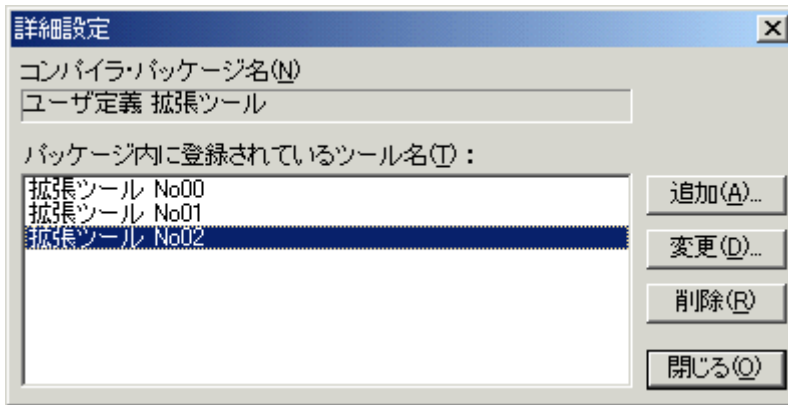 詳細設定
コンパイラ・パッケージ名(N)
ユーザ定義 拡張ツール
パッケージ内に登録されているツール名(T)：
拡張ツール No00
拡張ツール No01
拡張ツール No02
追加(A)...
変更(D)...
削除(R)
閉じる(O)